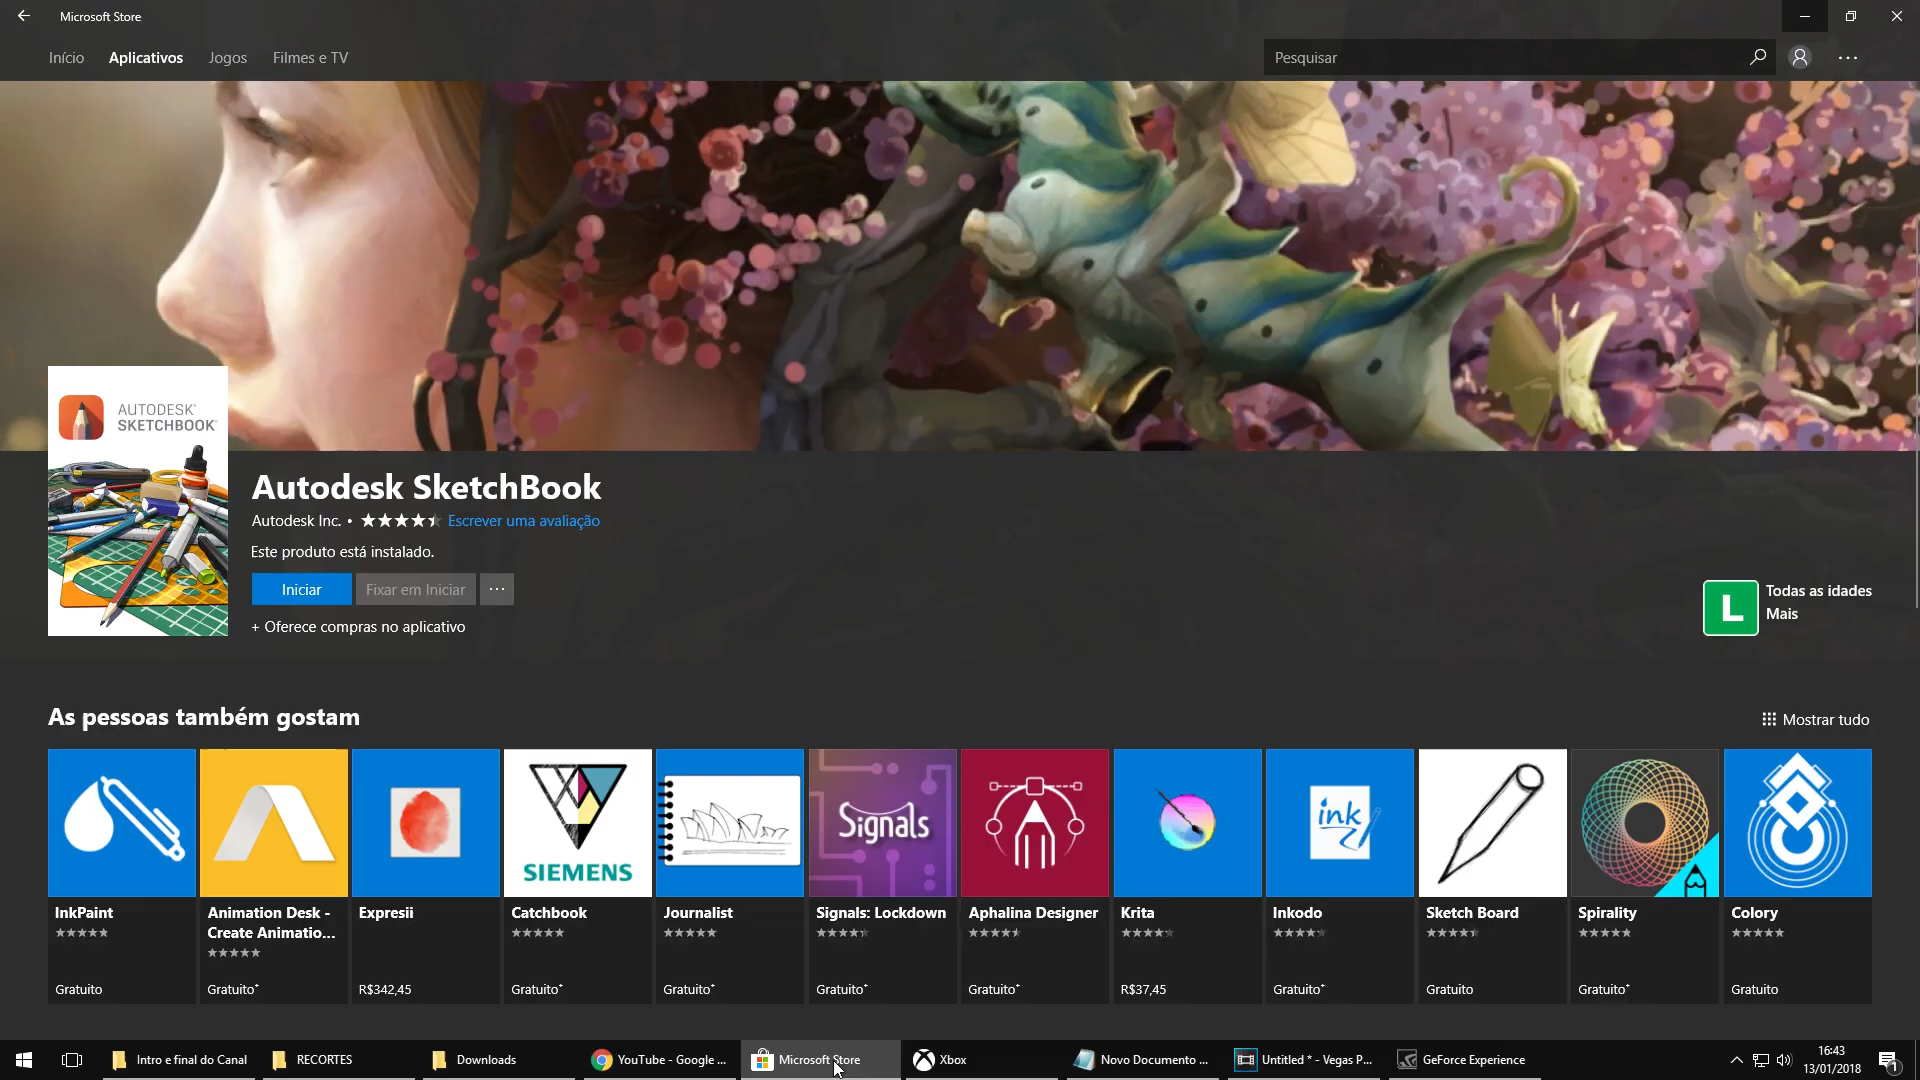 Microsoft Store
Início
Aplicativos
Jogos
Filmes e TV
Pesquisar
AUTODESK
SKETCHBOOK
Autodesk SketchBook
Autodesk Inc. •
Escrever uma avaliação
Este produto está instalado.
Iniciar
Fixar em Iniciar
+ Oferece compras no aplicativo
L
Todas as idades
Mais
As pessoas também gostam
Mostrar tudo
SIEMENS
Signals
ink
InkPaint
Gratuito
Animation Desk -
Create Animatio...
Gratuito*
Expresii
R$342,45
Catchbook
Gratuito*
Journalist
Gratuito*
Signals: Lockdown
Gratuito*
Aphalina Designer
Gratuito*
Krita
R$37,45
Inkodo
Gratuito*
Sketch Board
Gratuito
Spirality
Gratuito*
Colory
Gratuito
Intro e final do Canal
RECORTES
Downloads
YouTube - Google ...
Microsoft Store
Xbox
Novo Documento ...
Untitled * - Vegas P...
GeForce Experience
16:43
13/01/2018
1